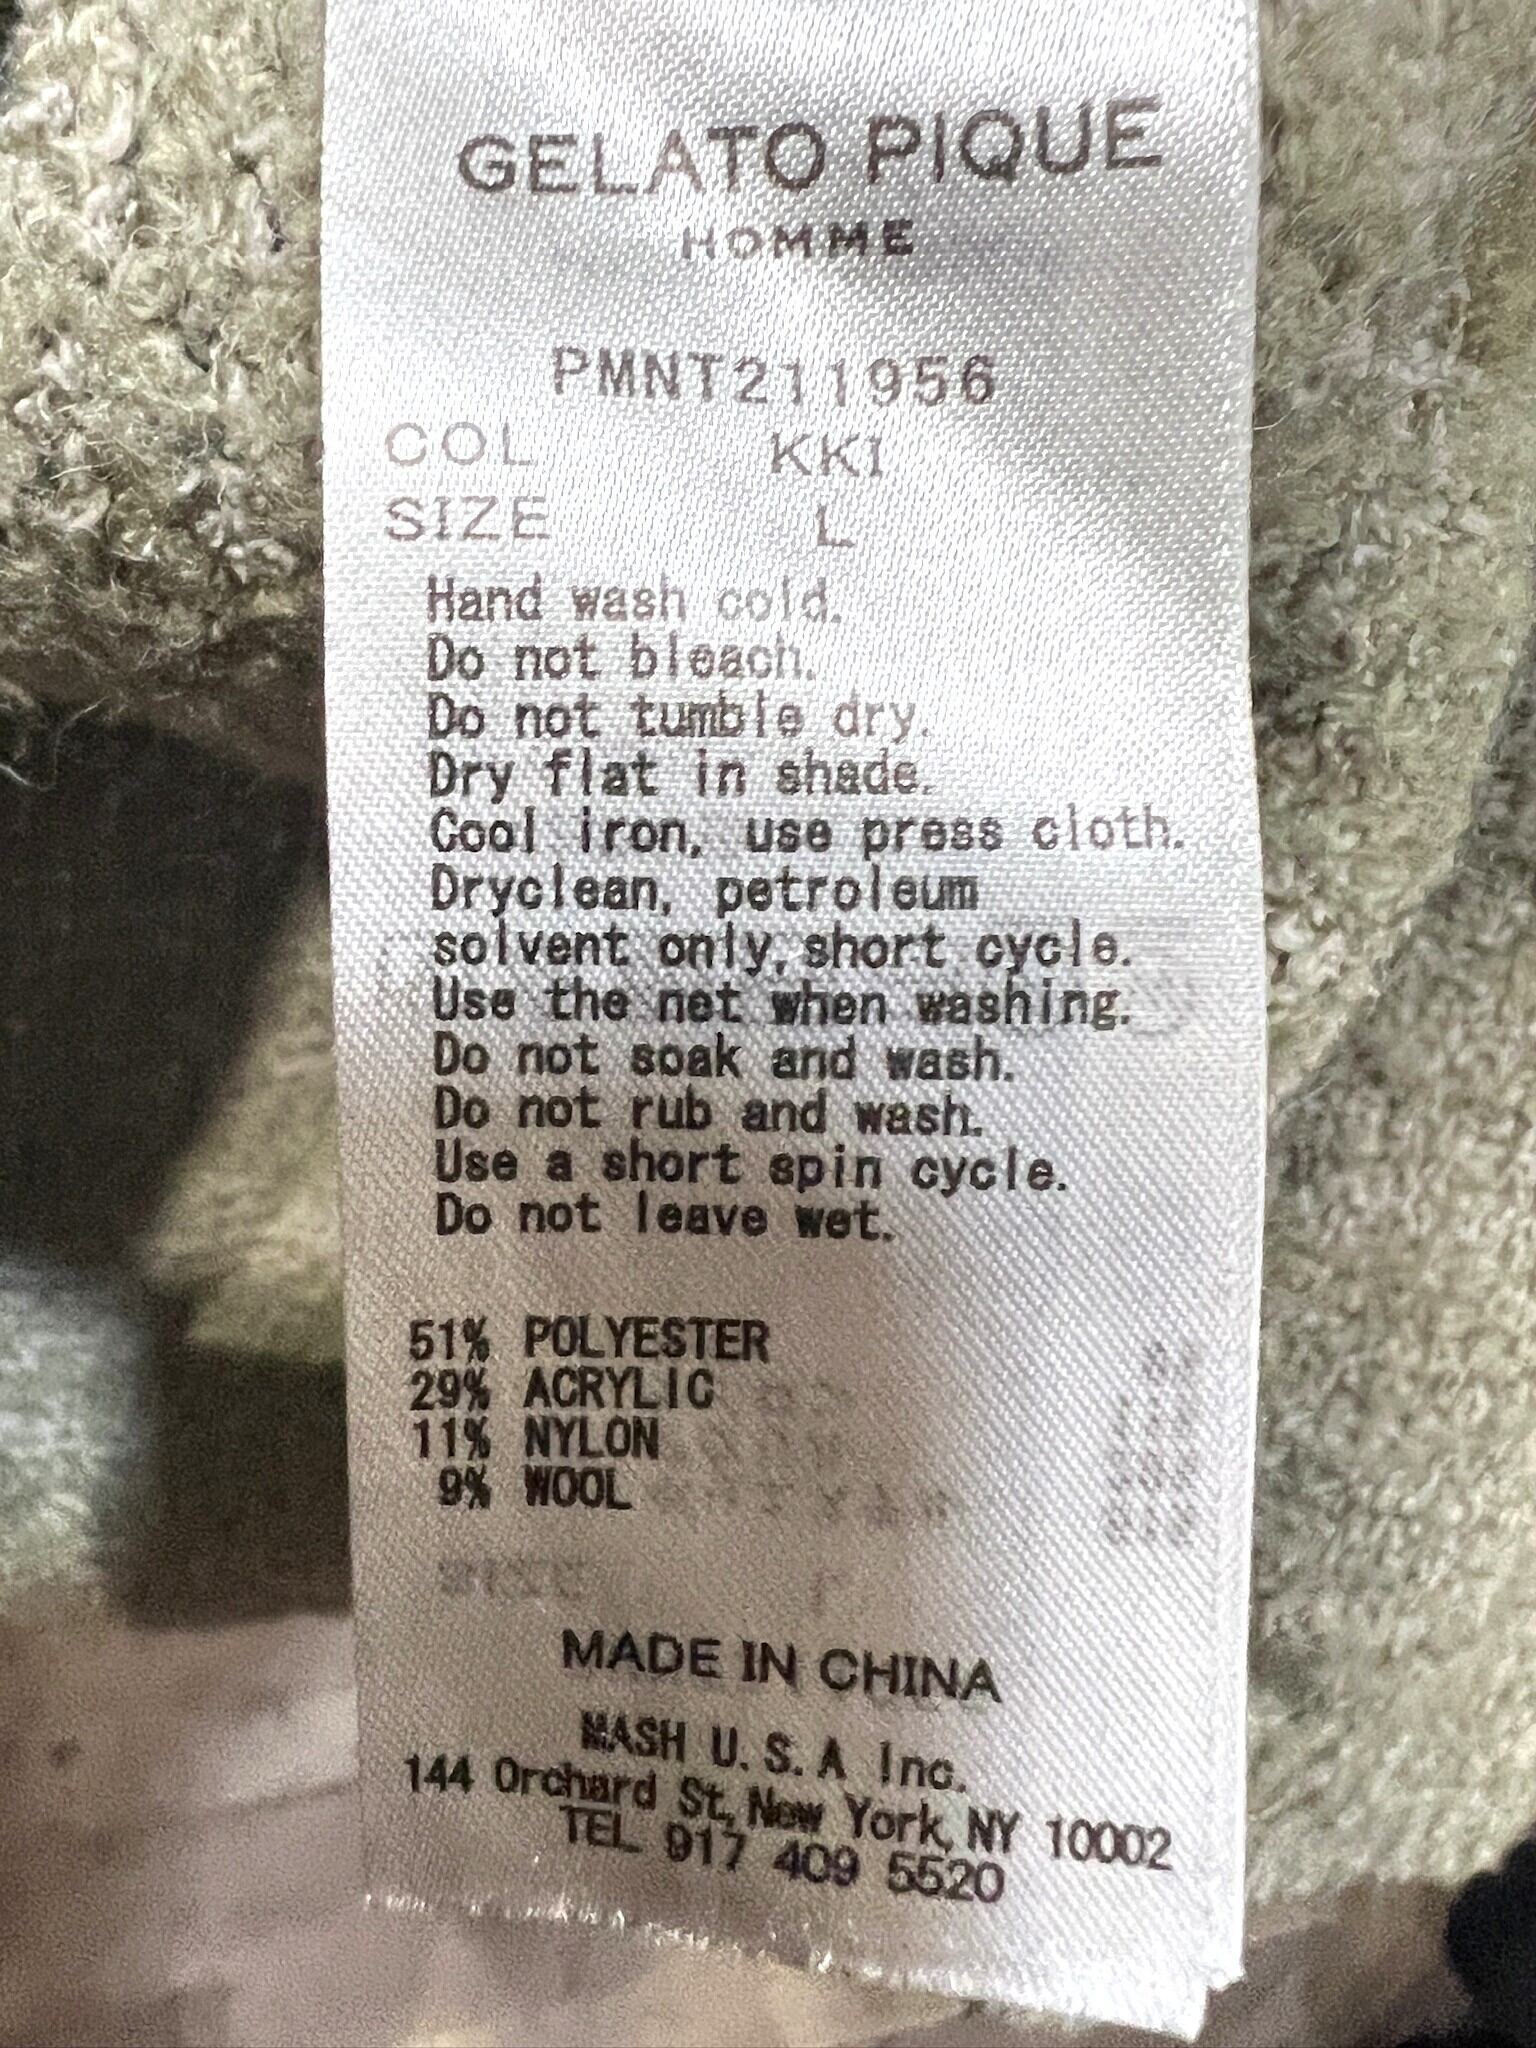 GELATO PIQUE
HOMME
PMNT211956
COL KKI
SIZE L
Hand wash cold.
Do not bleach.
Do not tumble dry.
Dry flat in shade.
Cool iron, use press cloth.
Dryclean, petroleum
solvent only, short cycle.
Use the net when washing.
Do not soak and wash.
Do not rub and wash.
Use a short spin cycle.
Do not leave wet.
51% POLYESTER
29% ACRYLIC
11% NYLON
9% WOOL
MADE IN CHINA
MASH U.S.A Inc.
144 Orchard St, New York, NY 10002
TEL 917 409 5520